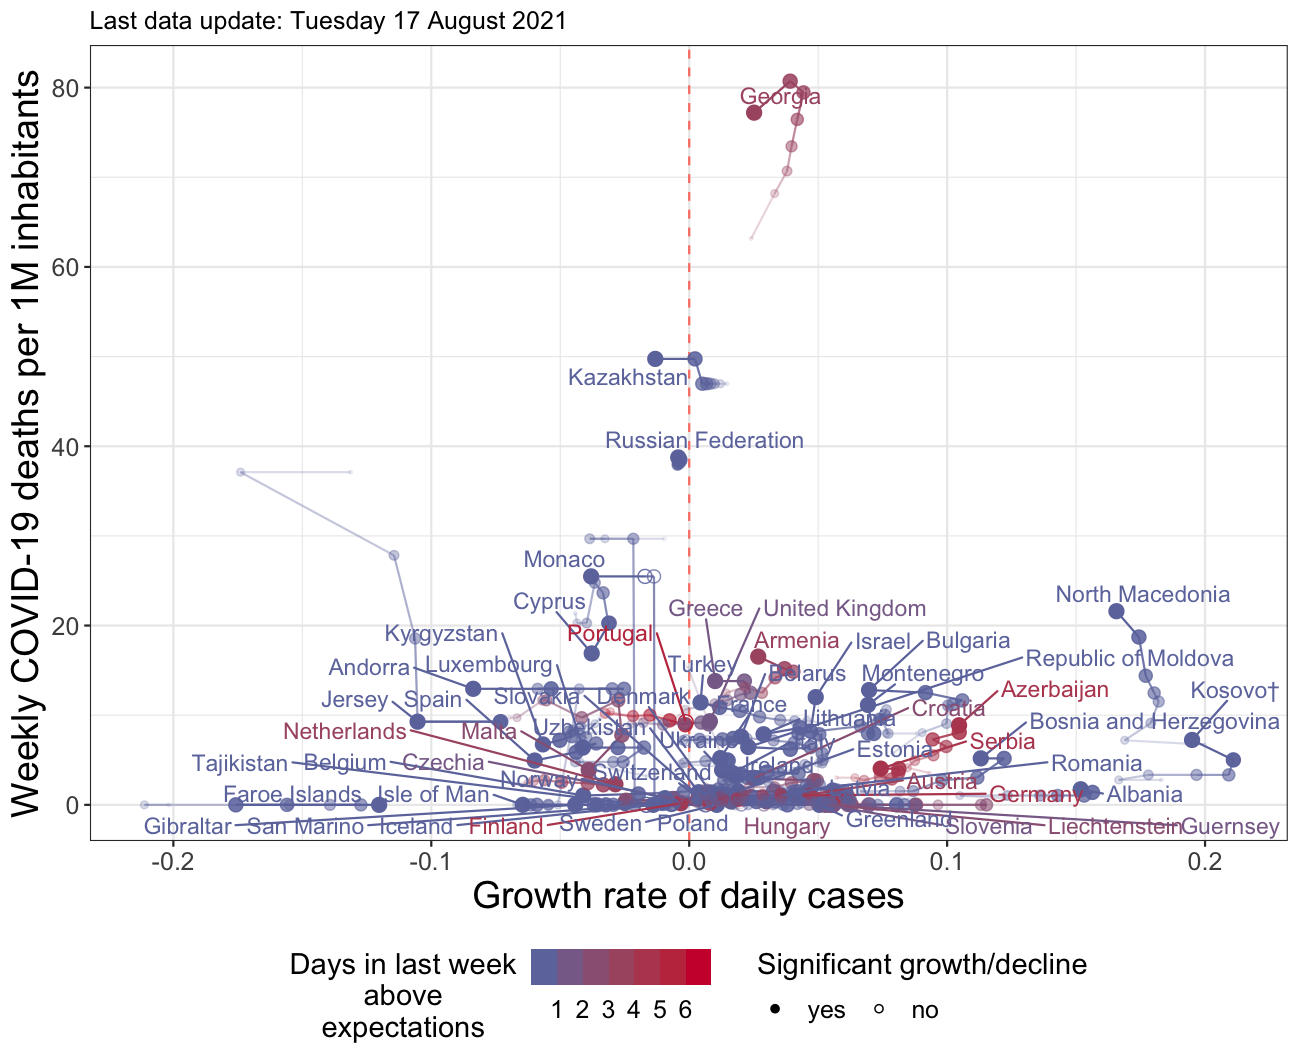 Last data update: Tuesday 17 August 2021
Weekly COVID-19 deaths per 1M inhabitants
80
60
40
20
0
Georgia
Kazakhstan
Russian Federation
Monaco
North Macedonia
Cyprus
Greece
United Kingdom
Kyrgyzstan
Portugal
Armenia
Israel
Bulgaria
Andorra
Luxembourg
Turkey
Belarus
Montenegro
Republic of Moldova
Jersey
Spain
Slovakia
Denmark
France
Croatia
Azerbaijan
Kosovo†
Netherlands
Malta
Uzbekistan
Ukraine
Lithuania
Italy
Bosnia and Herzegovina
Serbia
Tajikistan
Belgium
Czechia
Norway
Switzerland
Ireland
Estonia
Romania
Faroe Islands
Isle of Man
Latvia
Austria
Germany
Albania
Gibraltar
San Marino
Iceland
Finland
Sweden
Poland
Hungary
Greenland
Slovenia
Liechtenstein
Guernsey
-0.2
-0.1
0.0
0.1
0.2
Growth rate of daily cases
Days in last week
above
expectations
1 2 3 4 5 6
Significant growth/decline
yes
no